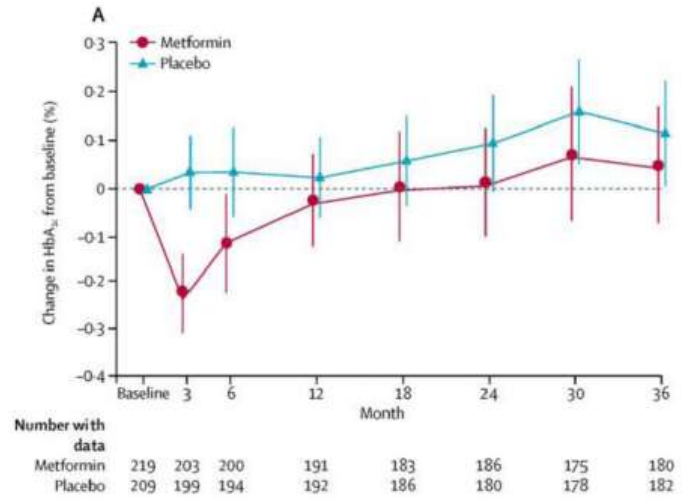 A
0·3
Metformin
Placebo
0·2
0·1
0
–0·1
–0·2
–0·3
–0·4
Change in HbA1c from baseline (%)
Baseline 3 6 12 18 24 30 36
Month
Number with
data
Metformin 219 203 200 191 183 186 175 180
Placebo 209 199 194 192 186 180 178 182